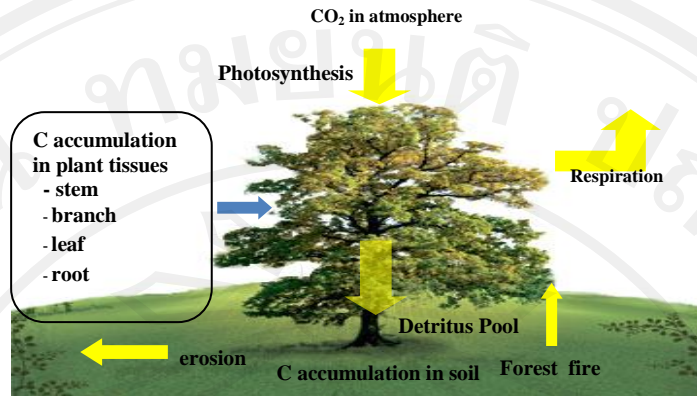 CO₂ in atmosphere
Photosynthesis
C accumulation
in plant tissues
- stem
- branch
- leaf
- root
Respiration
Detritus Pool
erosion
C accumulation in soil
Forest fire